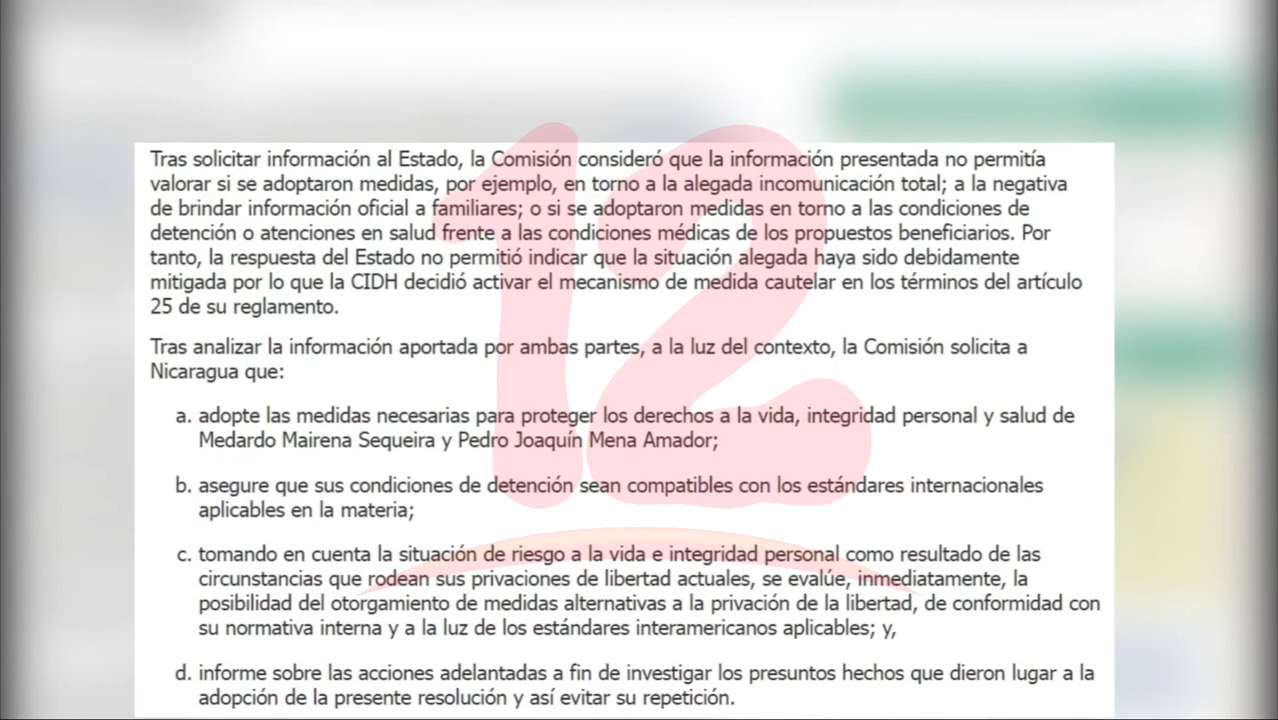 Tras solicitar información al Estado, la Comisión consideró que la información presentada no permitía
valorar si se adoptaron medidas, por ejemplo, en torno a la alegada incomunicación total; a la negativa
de brindar información oficial a familiares; o si se adoptaron medidas en torno a las condiciones de
detención o atenciones en salud frente a las condiciones médicas de los propuestos beneficiarios. Por
tanto, la respuesta del Estado no permitió indicar que la situación alegada haya sido debidamente
mitigada por lo que la CIDH decidió activar el mecanismo de medida cautelar en los términos del artículo
25 de su reglamento.
Tras analizar la información aportada por ambas partes, a la luz del contexto, la Comisión solicita a
Nicaragua que:
a. adopte las medidas necesarias para proteger los derechos a la vida, integridad personal y salud de
Medardo Mairena Sequeira y Pedro Joaquín Mena Amador;
b. asegure que sus condiciones de detención sean compatibles con los estándares internacionales
aplicables en la materia;
c. tomando en cuenta la situación de riesgo a la vida e integridad personal como resultado de las
circunstancias que rodean sus privaciones de libertad actuales, se evalúe, inmediatamente, la
posibilidad del otorgamiento de medidas alternativas a la privación de la libertad, de conformidad con
su normativa interna y a la luz de los estándares interamericanos aplicables; y,
d. informe sobre las acciones adelantadas a fin de investigar los presuntos hechos que dieron lugar a la
adopción de la presente resolución y así evitar su repetición.
12